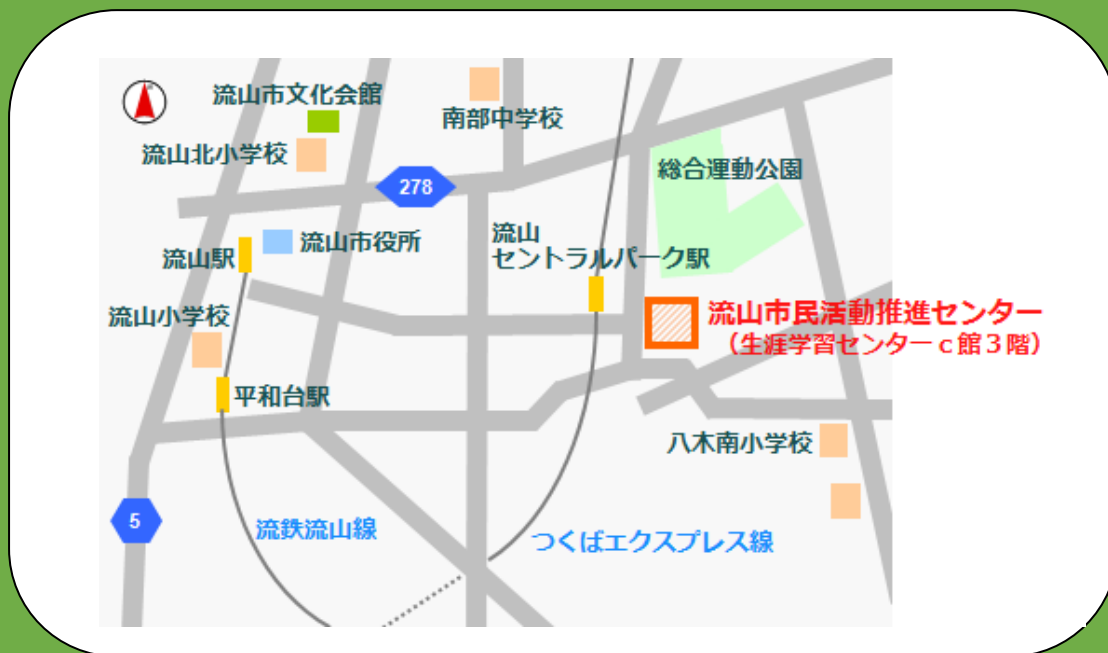 流山市文化会館
南部中学校
流山北小学校
総合運動公園
278
流山市役所
流山
セントラルパーク駅
流山駅
流山小学校
流山市民活動推進センター
（生涯学習センターｃ館３階）
平和台駅
八木南小学校
5
流鉄流山線
つくばエクスプレス線